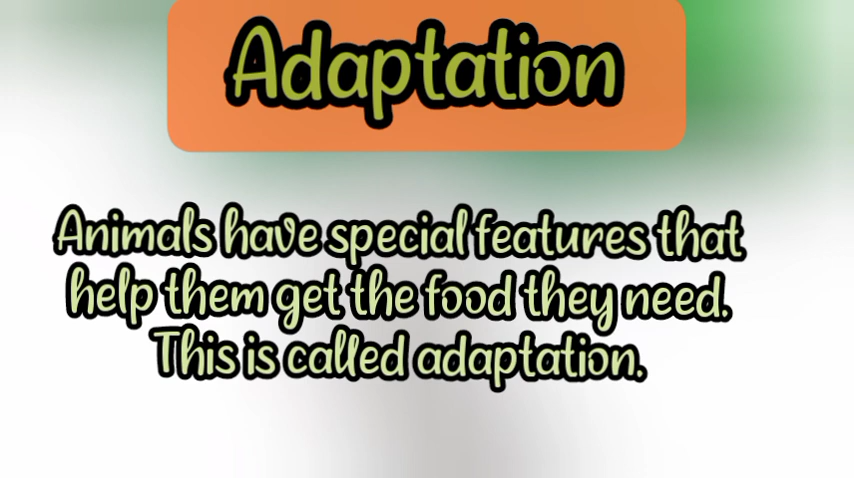 Adaptation
Animals have special features that
help them get the food they need.
This is called adaptation.